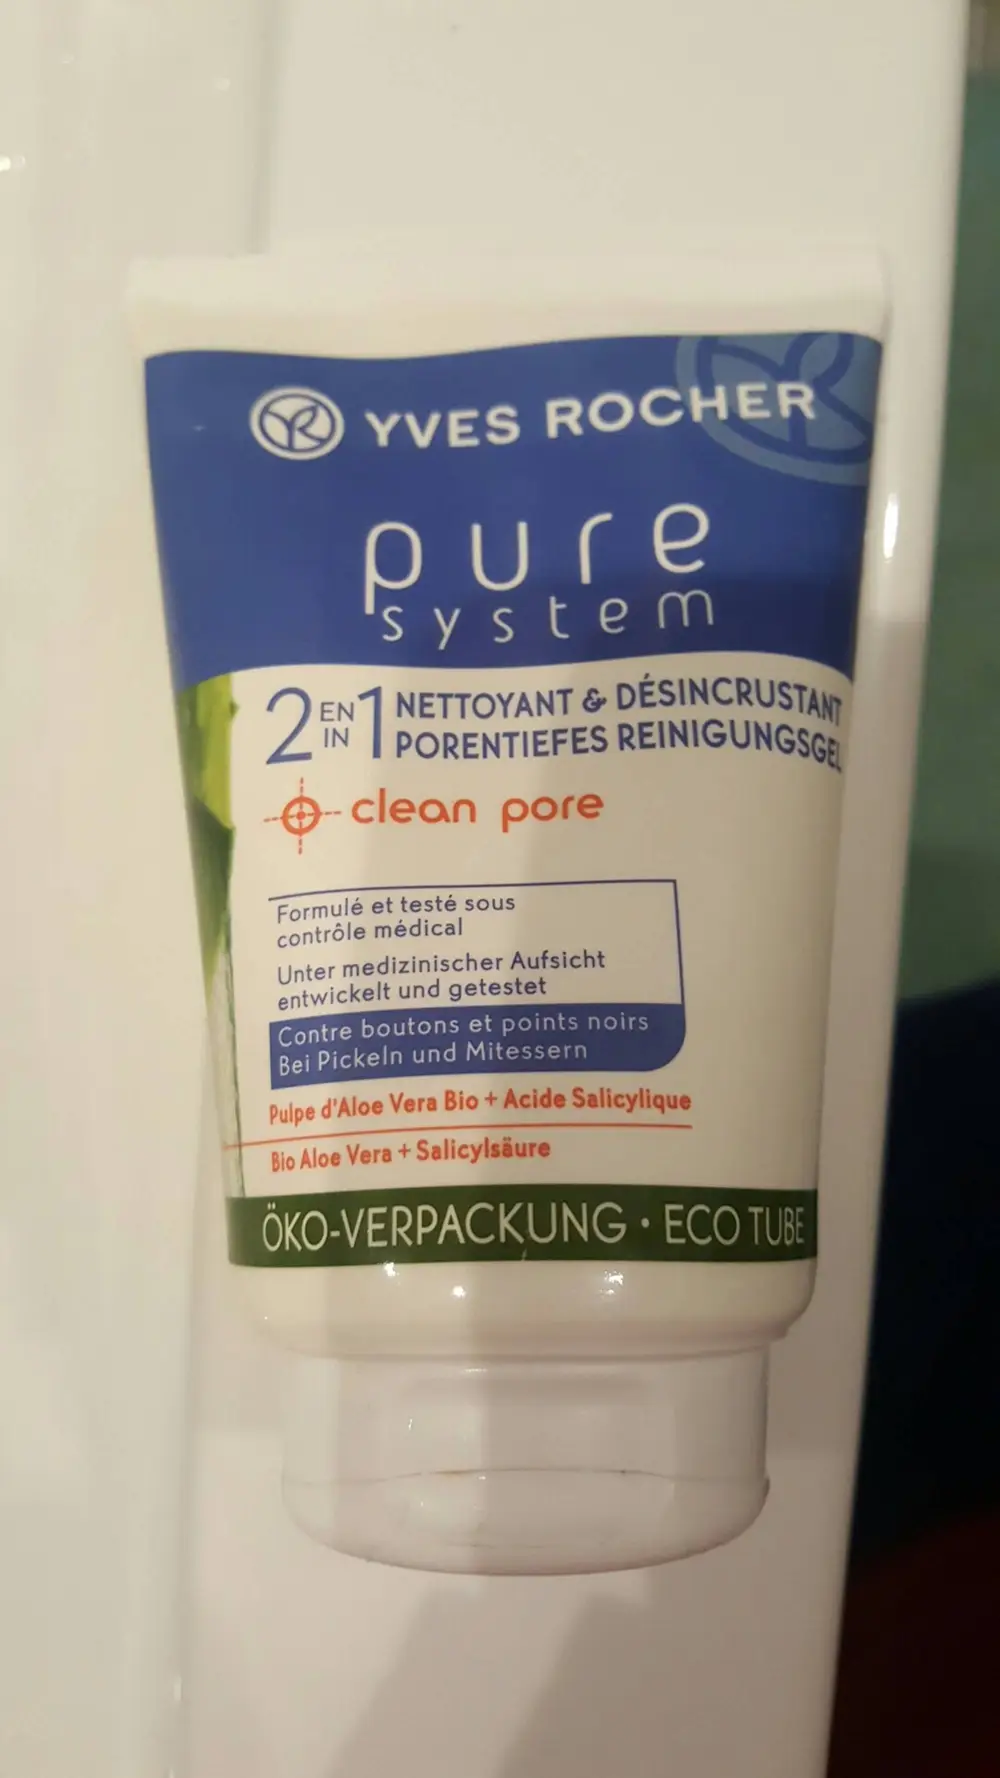 YVES ROCHER
pure
system
2 EN IN 1 NETTOYANT & DÉSINCRUSTANT
PORENTIEFES REINIGUNGSGEL
clean pore
Formulé et testé sous
contrôle médical
Unter medizinischer Aufsicht
entwickelt und getestet
Contre boutons et points noirs
Bei Pickeln und Mitessern
Pulpe d'Aloe Vera Bio + Acide Salicylique
Bio Aloe Vera + Salicylsäure
ÖKO-VERPACKUNG · ECO TUBE